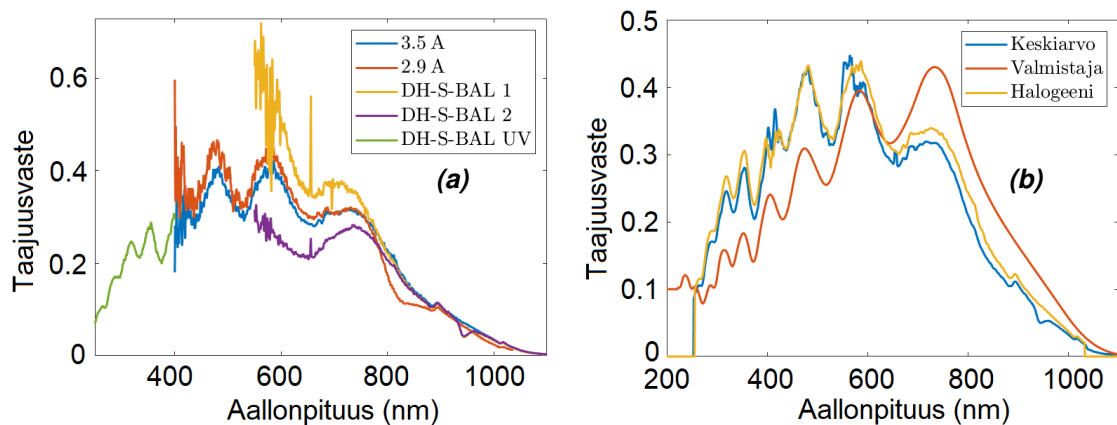 Taajuusvaste
0.6
0.4
0.2
0
400
600
800
1000
Aallonpituus (nm)
3.5 A
2.9 A
DH-S-BAL 1
DH-S-BAL 2
DH-S-BAL UV
(a)
Taajuusvaste
0.5
0.4
0.3
0.2
0.1
0
200
400
600
800
1000
Aallonpituus (nm)
Keskiarvo
Valmistaja
Halogeeni
(b)